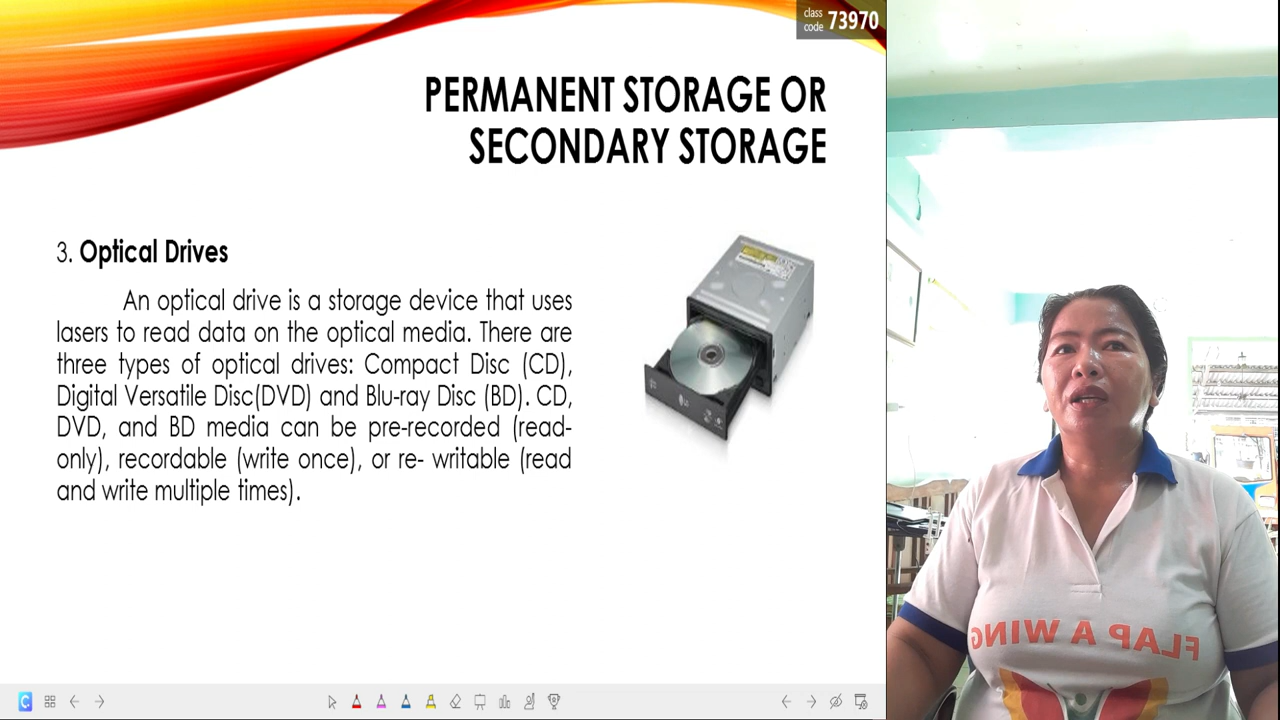 class
code 73970
PERMANENT STORAGE OR
SECONDARY STORAGE
3. Optical Drives
An optical drive is a storage device that uses
lasers to read data on the optical media. There are
three types of optical drives: Compact Disc (CD),
Digital Versatile Disc(DVD) and Blu-ray Disc (BD). CD,
DVD, and BD media can be pre-recorded (read-
only), recordable (write once), or re- writable (read
and write multiple times).
FLAP A WING